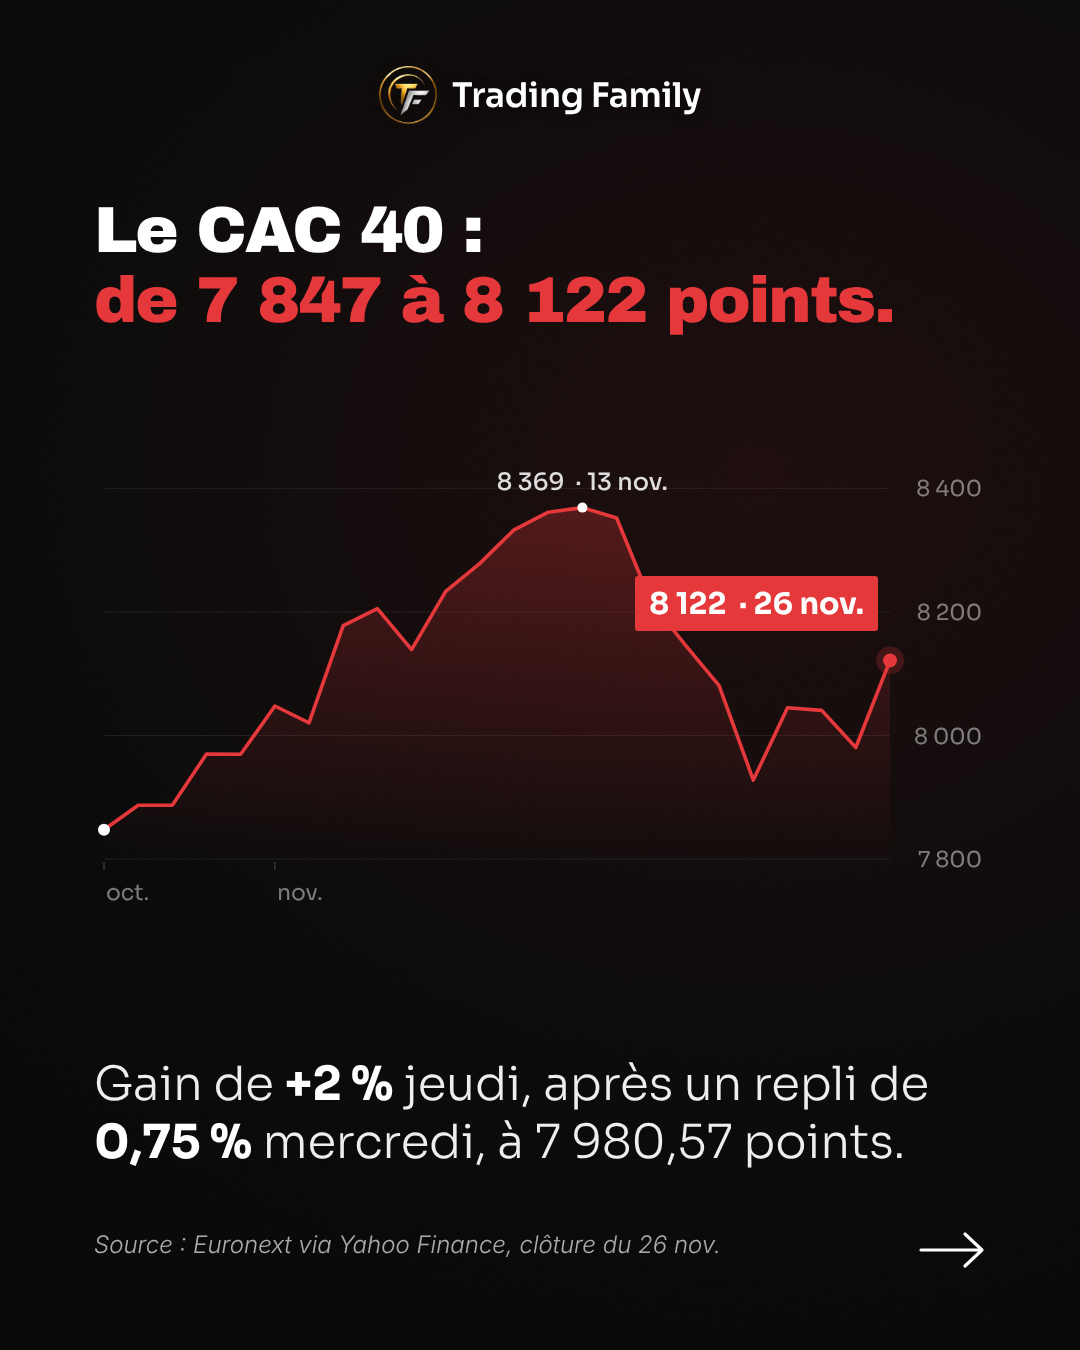 TF Trading Family
Le CAC 40 :
de 7 847 à 8 122 points.
8 369 · 13 nov.
8 400
8 122 · 26 nov.
8 200
8 000
7 800
oct.
nov.
Gain de +2 % jeudi, après un repli de
0,75 % mercredi, à 7 980,57 points.
Source : Euronext via Yahoo Finance, clôture du 26 nov.